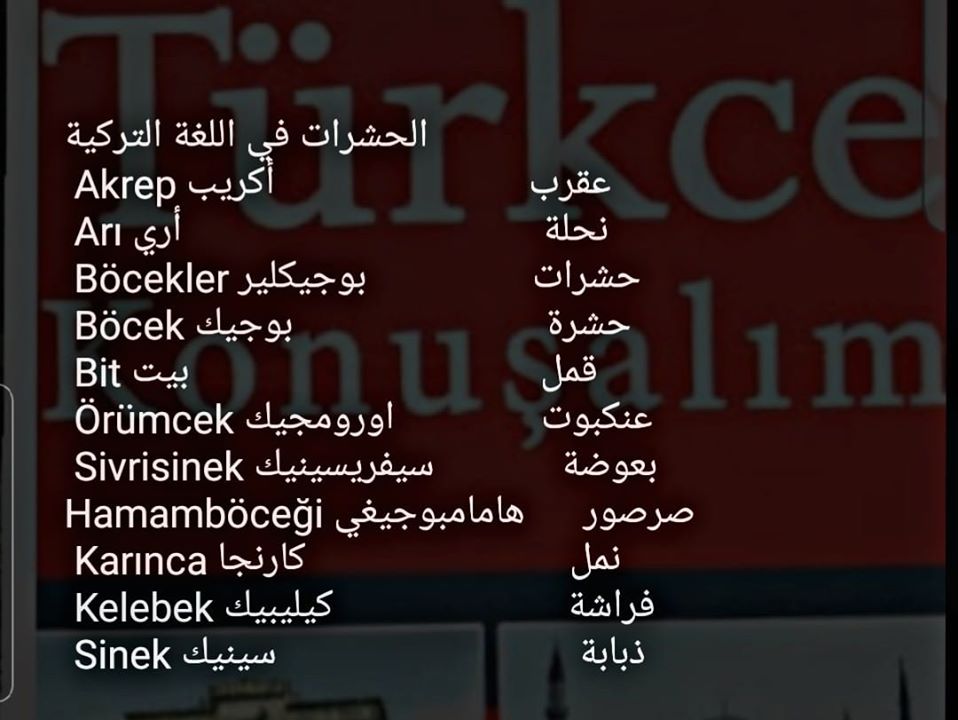 Türkçe
Konuşalım
الحشرات في اللغة التركية
Akrep أكريب عقرب
Arı أري نحلة
Böcekler بوجيكلير حشرات
Böcek بوجيك حشرة
Bit بيت قمل
Örümcek اورومجيك عنكبوت
Sivrisinek سيفريسينيك بعوضة
Hamamböceği هامامبوجيغي صرصور
Karınca كارنجا نمل
Kelebek كيليبيك فراشة
Sinek سينيك ذبابة